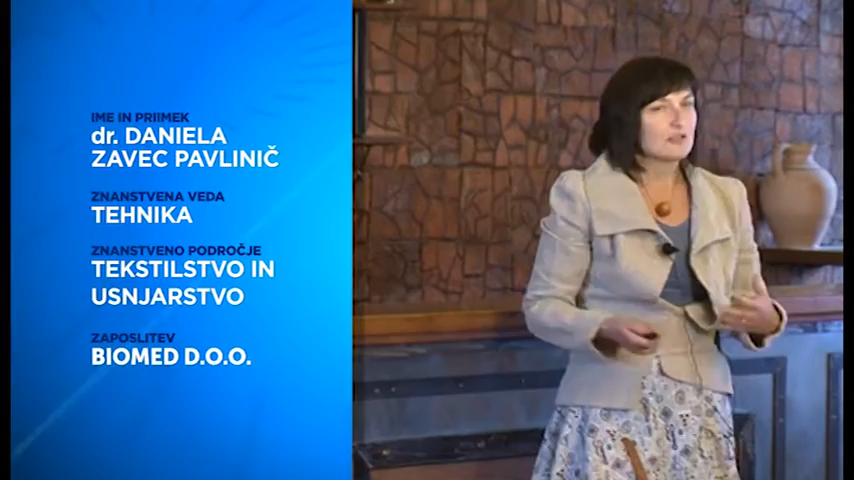 IME IN PRIIMEK
dr. DANIELA
ZAVEC PAVLINIČ
ZNANSTVENA VEDA
TEHNIKA
ZNANSTVENO PODROČJE
TEKSTILSTVO IN
USNJARSTVO
ZAPOSLITEV
BIOMED D.O.O.